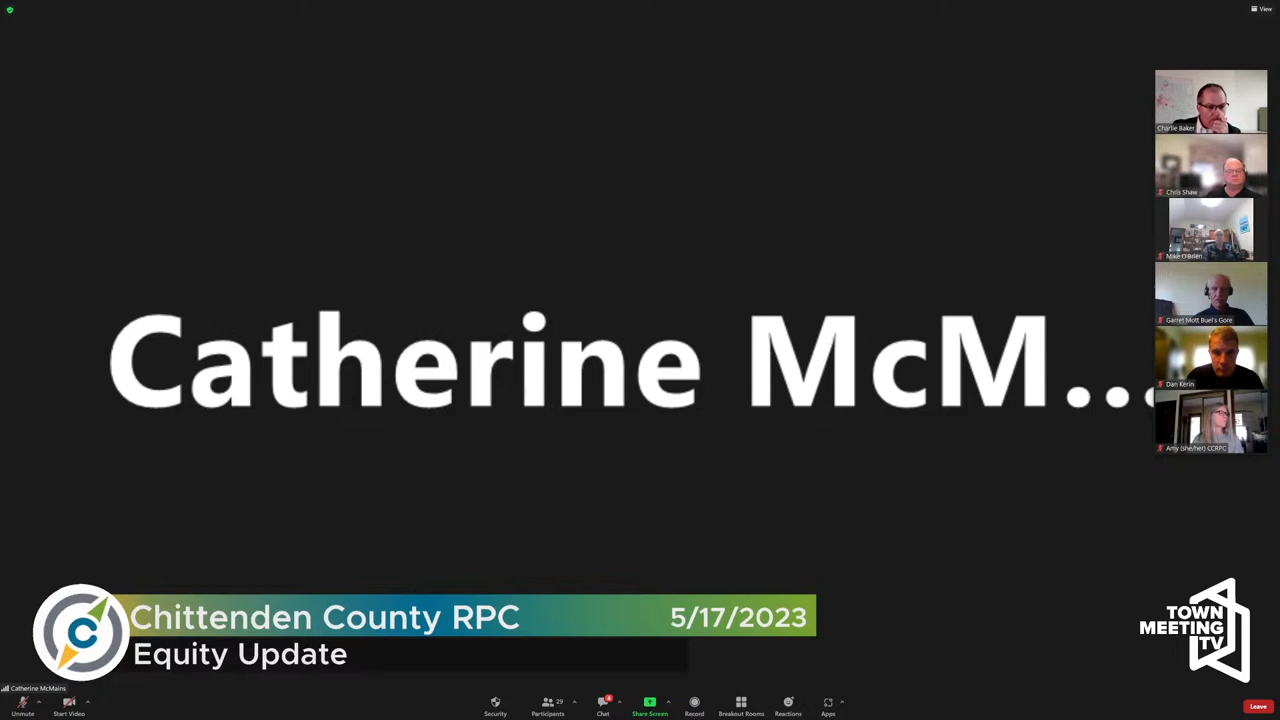 View
Charlie Baker
Chris Shaw
Mike O'Brien
Garret Mott Buel's Gore
Dan Kerin
Amy (she/her) CCRPC
Catherine McM...
Chittenden County RPC 5/17/2023
Equity Update
C
TOWN
MEETING
TV
Catherine McMains
Unmute
Start Video
Security
29
Participants
4
Chat
Share Screen
Record
Breakout Rooms
Reactions
Apps
Leave